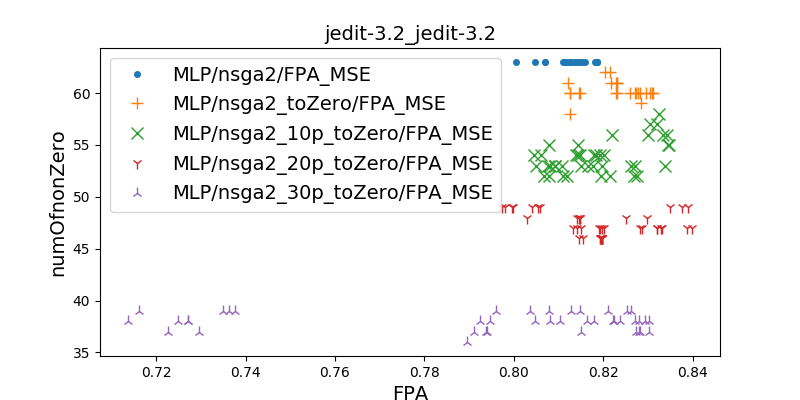 jedit-3.2_jedit-3.2
MLP/nsga2/FPA_MSE
MLP/nsga2_toZero/FPA_MSE
MLP/nsga2_10p_toZero/FPA_MSE
MLP/nsga2_20p_toZero/FPA_MSE
MLP/nsga2_30p_toZero/FPA_MSE
numOfnonZero
60
55
50
45
40
35
0.72 0.74 0.76 0.78 0.80 0.82 0.84
FPA